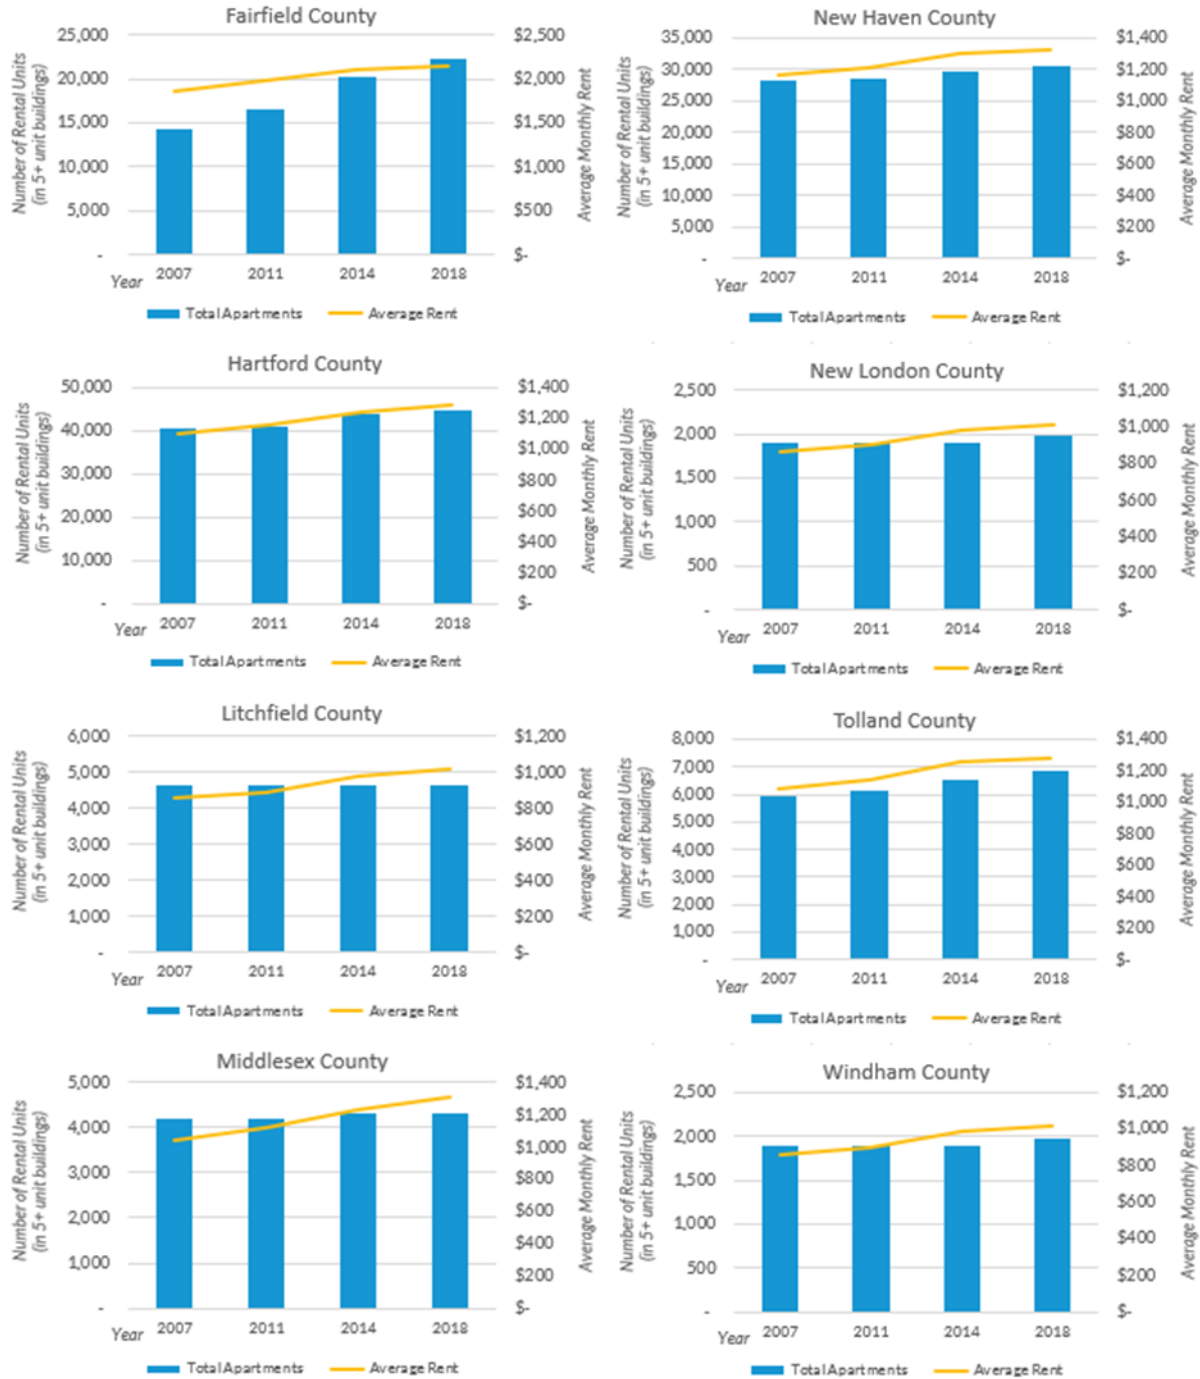 Fairfield County
Number of Rental Units
(in 5+ unit buildings)
25,000
20,000
15,000
10,000
5,000
-
$2,500
$2,000
$1,500
$1,000
$500
$-
Average Monthly Rent
Year 2007 2011 2014 2018
Total Apartments Average Rent
New Haven County
Number of Rental Units
(in 5+ unit buildings)
35,000
30,000
25,000
20,000
15,000
10,000
5,000
-
$1,400
$1,200
$1,000
$800
$600
$400
$200
$-
Average Monthly Rent
Year 2007 2011 2014 2018
Total Apartments Average Rent
Hartford County
Number of Rental Units
(in 5+ unit buildings)
50,000
40,000
30,000
20,000
10,000
-
$1,400
$1,200
$1,000
$800
$600
$400
$200
$-
Average Monthly Rent
Year 2007 2011 2014 2018
Total Apartments Average Rent
New London County
Number of Rental Units
(in 5+ unit buildings)
2,500
2,000
1,500
1,000
500
-
$1,200
$1,000
$800
$600
$400
$200
$-
Average Monthly Rent
Year 2007 2011 2014 2018
Total Apartments Average Rent
Litchfield County
Number of Rental Units
(in 5+ unit buildings)
6,000
5,000
4,000
3,000
2,000
1,000
-
$1,200
$1,000
$800
$600
$400
$200
$-
Average Monthly Rent
Year 2007 2011 2014 2018
Total Apartments Average Rent
Tolland County
Number of Rental Units
(in 5+ unit buildings)
8,000
7,000
6,000
5,000
4,000
3,000
2,000
1,000
-
$1,400
$1,200
$1,000
$800
$600
$400
$200
$-
Average Monthly Rent
Year 2007 2011 2014 2018
Total Apartments Average Rent
Middlesex County
Number of Rental Units
(in 5+ unit buildings)
5,000
4,000
3,000
2,000
1,000
-
$1,400
$1,200
$1,000
$800
$600
$400
$200
$-
Average Monthly Rent
Year 2007 2011 2014 2018
Total Apartments Average Rent
Windham County
Number of Rental Units
(in 5+ unit buildings)
2,500
2,000
1,500
1,000
500
-
$1,200
$1,000
$800
$600
$400
$200
$-
Average Monthly Rent
Year 2007 2011 2014 2018
Total Apartments Average Rent